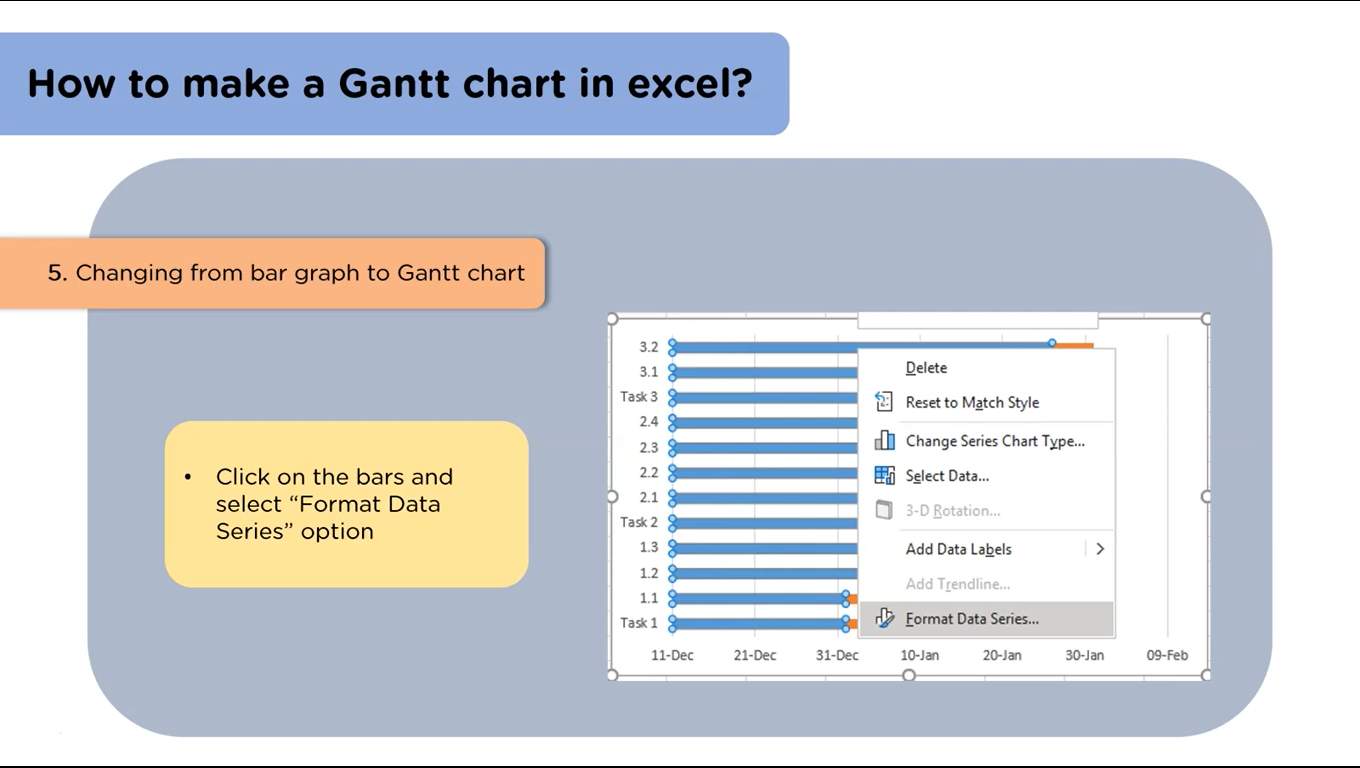 How to make a Gantt chart in excel?
5. Changing from bar graph to Gantt chart
• Click on the bars and
select “Format Data
Series” option
3.2
3.1
Task 3
2.4
2.3
2.2
2.1
Task 2
1.3
1.2
1.1
Task 1
11-Dec 21-Dec 31-Dec 10-Jan 20-Jan 30-Jan 09-Feb
Delete
Reset to Match Style
Change Series Chart Type...
Select Data...
3-D Rotation...
Add Data Labels
Add Trendline...
Format Data Series...